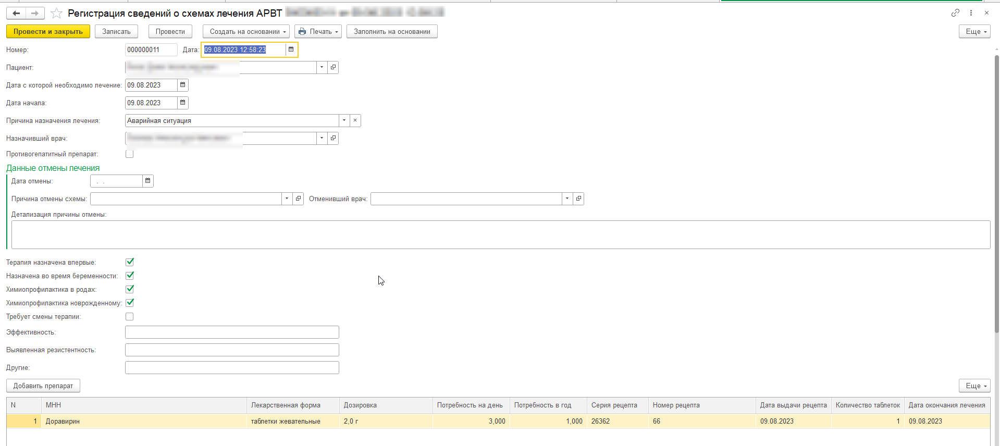 Регистрация сведений о схемах лечения АРВТ
Провести и закрыть Записать Провести Создать на основании Печать Заполнить на основании Еще
Номер: 000000011 Дата: 09.08.2023 12:58:23
Пациент:
Дата с которой необходимо лечение: 09.08.2023
Дата начала: 09.08.2023
Причина назначения лечения: Аварийная ситуация
Назначивший врач:
Противогепатитный препарат:
Данные отмены лечения
Дата отмены: . .
Причина отмены схемы: Отменивший врач:
Детализация причины отмены:
Терапия назначена впервые:
Назначена во время беременности:
Химиопрофилактика в родах:
Химиопрофилактика новрожденному:
Требует смены терапии:
Эффективность:
Выявленная резистентность:
Другие:
Добавить препарат Еще
N МНН Лекарственная форма Дозировка Потребность на день Потребность в год Серия рецепта Номер рецепта Дата выдачи рецепта Количество таблеток Дата окончания лечения
1 Доравирин таблетки жевательные 2,0 г 3,000 1,000 26362 66 09.08.2023 1 09.08.2023